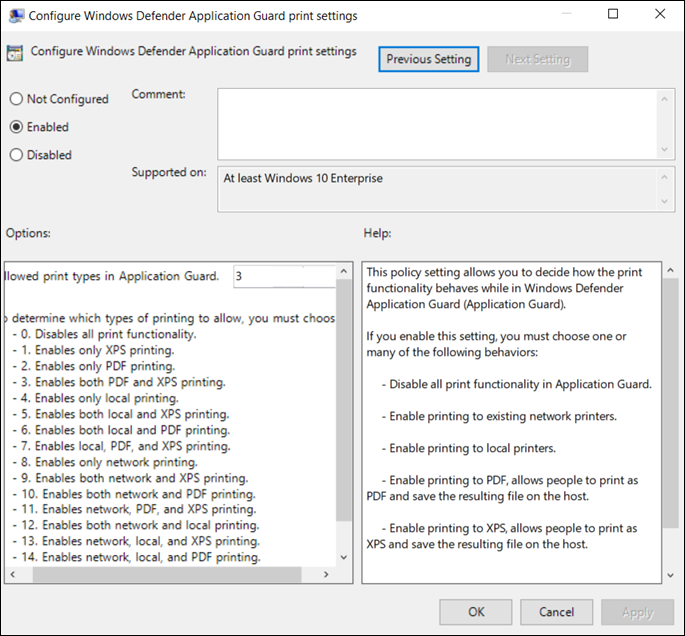 Configure Windows Defender Application Guard print settings
Configure Windows Defender Application Guard print settings
Previous Setting
Next Setting
Not Configured
Enabled
Disabled
Comment:
Supported on:
At least Windows 10 Enterprise
Options:
Help:
llowed print types in Application Guard.
3
o determine which types of printing to allow, you must choos
- 0. Disables all print functionality.
- 1. Enables only XPS printing.
- 2. Enables only PDF printing.
- 3. Enables both PDF and XPS printing.
- 4. Enables only local printing.
- 5. Enables both local and XPS printing.
- 6. Enables both local and PDF printing.
- 7. Enables local, PDF, and XPS printing.
- 8. Enables only network printing.
- 9. Enables both network and XPS printing.
- 10. Enables both network and PDF printing.
- 11. Enables network, PDF, and XPS printing.
- 12. Enables both network and local printing.
- 13. Enables network, local, and XPS printing.
- 14. Enables network, local, and PDF printing.
This policy setting allows you to decide how the print
functionality behaves while in Windows Defender
Application Guard (Application Guard).
If you enable this setting, you must choose one or
many of the following behaviors:
- Disable all print functionality in Application Guard.
- Enable printing to existing network printers.
- Enable printing to local printers.
- Enable printing to PDF, allows people to print as
PDF and save the resulting file on the host.
- Enable printing to XPS, allows people to print as
XPS and save the resulting file on the host.
OK
Cancel
Apply